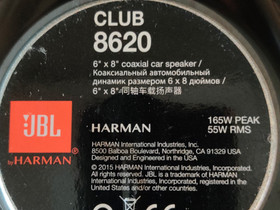 CLUB
8620
6" x 8" coaxial car speaker /
Коаксиальный автомобильный
динамик размером 6 x 8 дюймов /
6" x 8" 同轴车载扬声器
165W PEAK
55W RMS
JBL
by HARMAN
HARMAN
HARMAN International Industries, Inc.
8500 Balboa Boulevard, Northridge, CA 91329 USA
Designed and Engineered in the USA
© 2015 HARMAN International Industries, Inc.
All rights reserved. JBL is a trademark of HARMAN
International Industries, Inc., registered in the
United States and/or other countries.